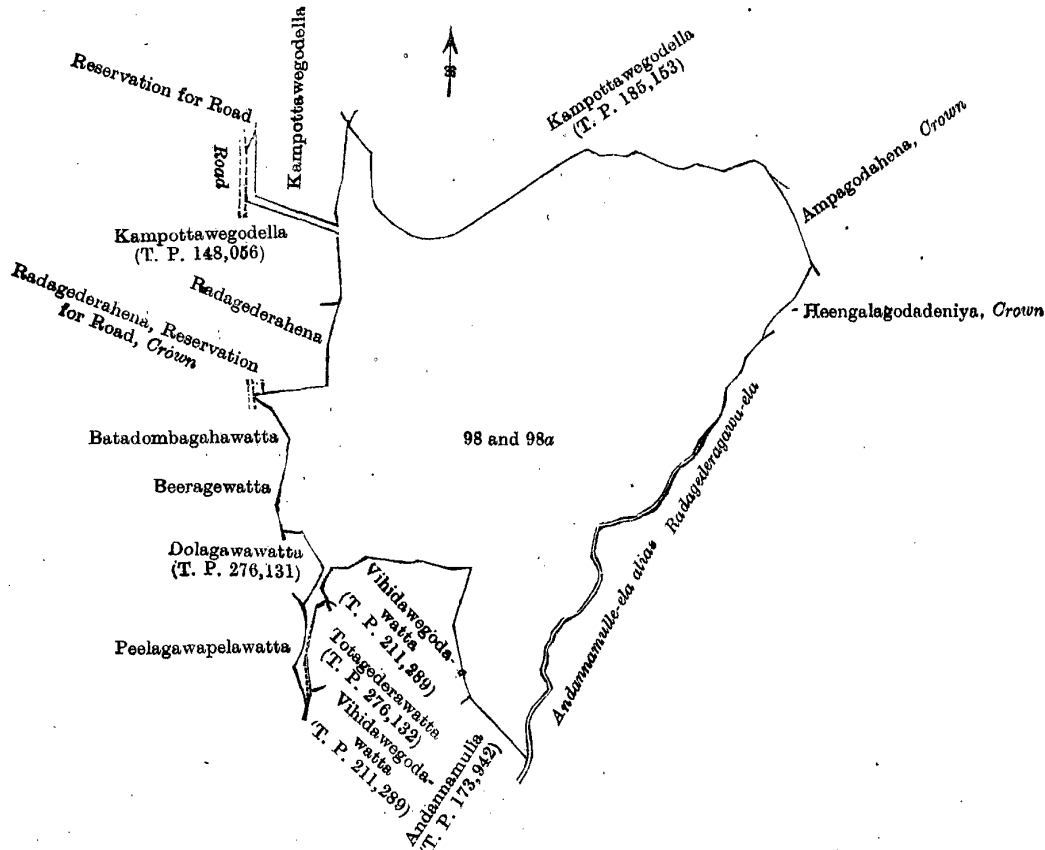 Reservation for Road
Road
Kampottawegodella
Kampottawegodella
(T. P. 185,153)
Ampagodahena, Crown
Kampottawegodella
(T. P. 148,056)
Radagederahena
Heengalagodadeniya, Crown
Radagederahena, Reservation
for Road, Crown
Batadombagahawatta
98 and 98a
Beeragewatta
Andannamulle-ela alias Radagederagawu-ela
Dolagawawatta
(T. P. 276,131)
Peelagawapelawatta
Vihidawegoda-
watta
(T. P. 211,289)
Totagederawatta
(T. P. 276,132)
Vihidawegoda-
watta
(T. P. 211,289)
Andannamulla
(T. P. 173,942)